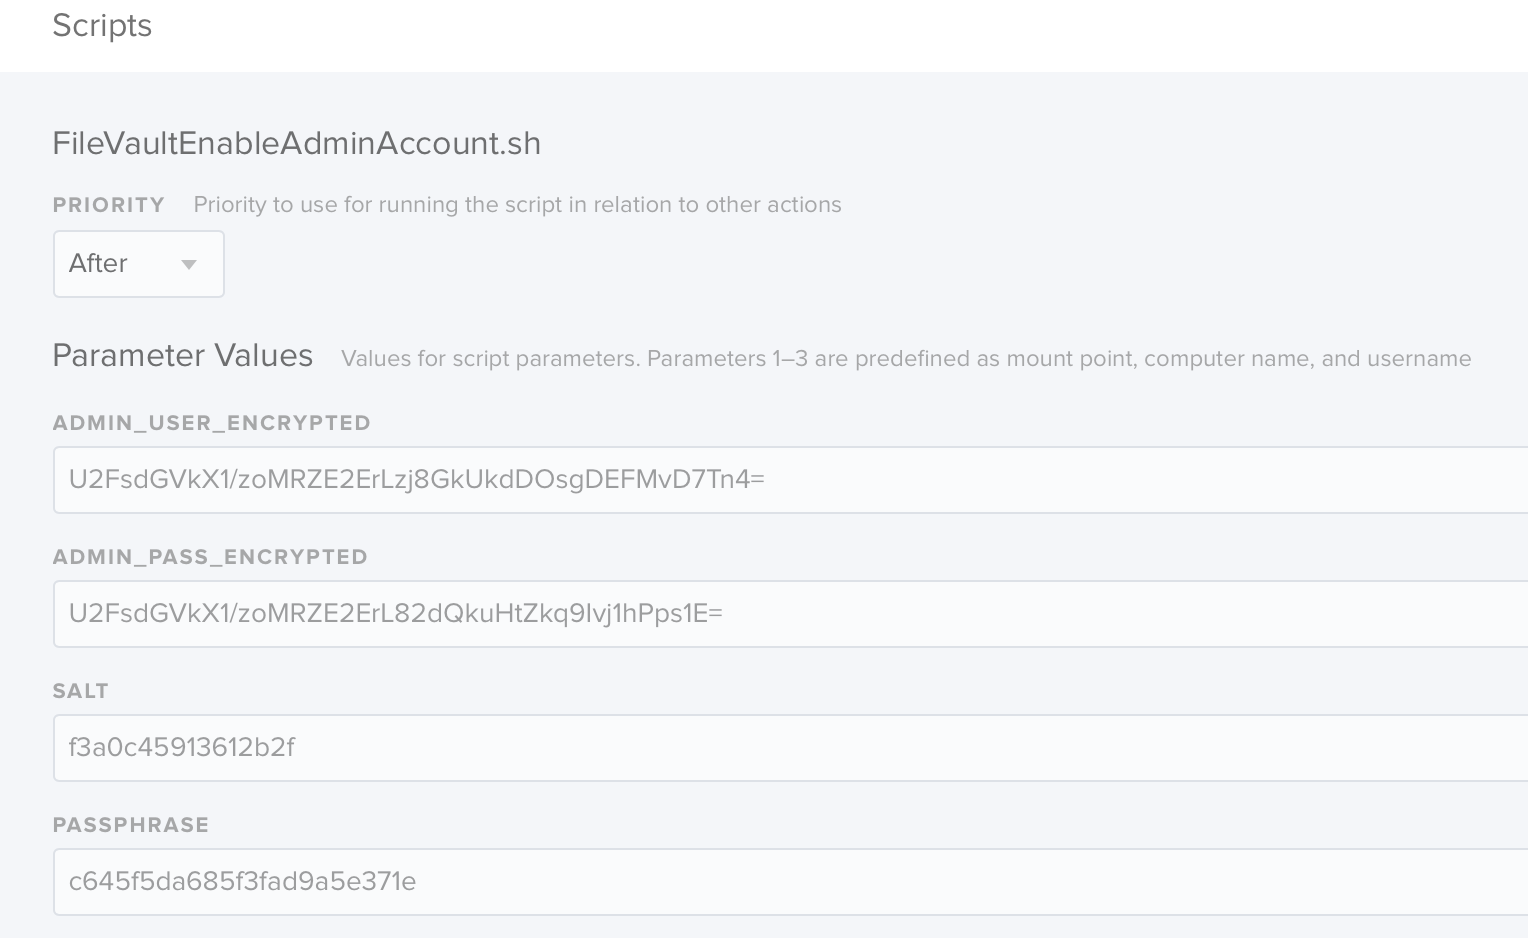 Scripts
FileVaultEnableAdminAccount.sh
PRIORITY Priority to use for running the script in relation to other actions
After
Parameter Values Values for script parameters. Parameters 1–3 are predefined as mount point, computer name, and username
ADMIN_USER_ENCRYPTED
U2FsdGVkX1/zoMRZE2ErLzj8GkUkdDOsgDEFMvD7Tn4=
ADMIN_PASS_ENCRYPTED
U2FsdGVkX1/zoMRZE2ErL82dQkuHtZkq9Ivj1hPps1E=
SALT
f3a0c45913612b2f
PASSPHRASE
c645f5da685f3fad9a5e371e